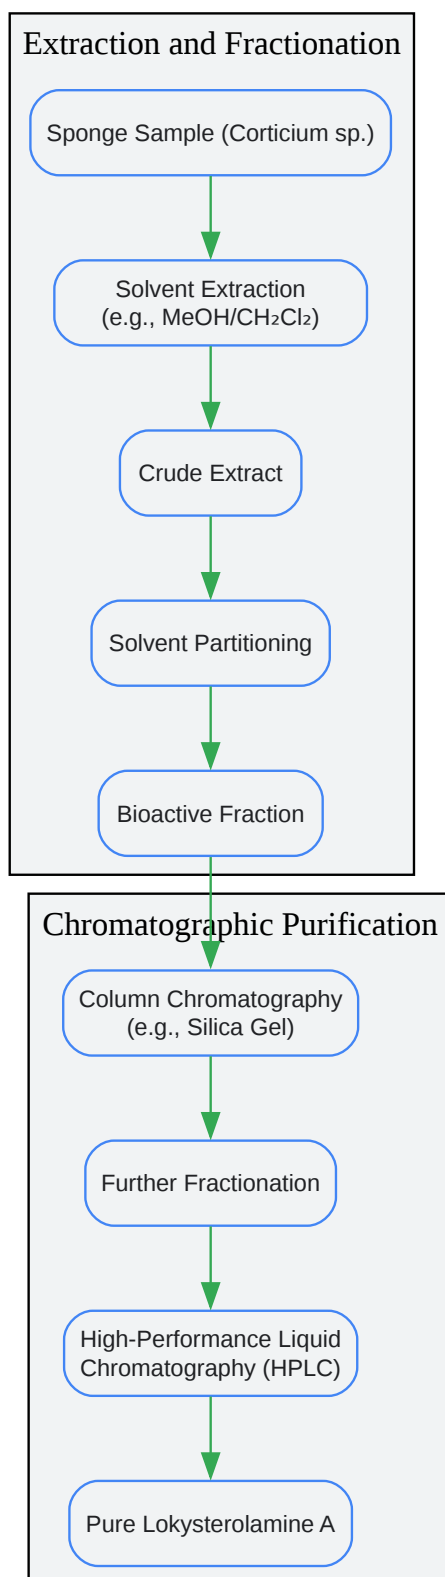 Extraction and Fractionation
Sponge Sample (Corticium sp.)
Solvent Extraction
(e.g., MeOH/CH₂Cl₂)
Crude Extract
Solvent Partitioning
Bioactive Fraction
Chromatographic Purification
Column Chromatography
(e.g., Silica Gel)
Further Fractionation
High-Performance Liquid
Chromatography (HPLC)
Pure Lokysterolamine A